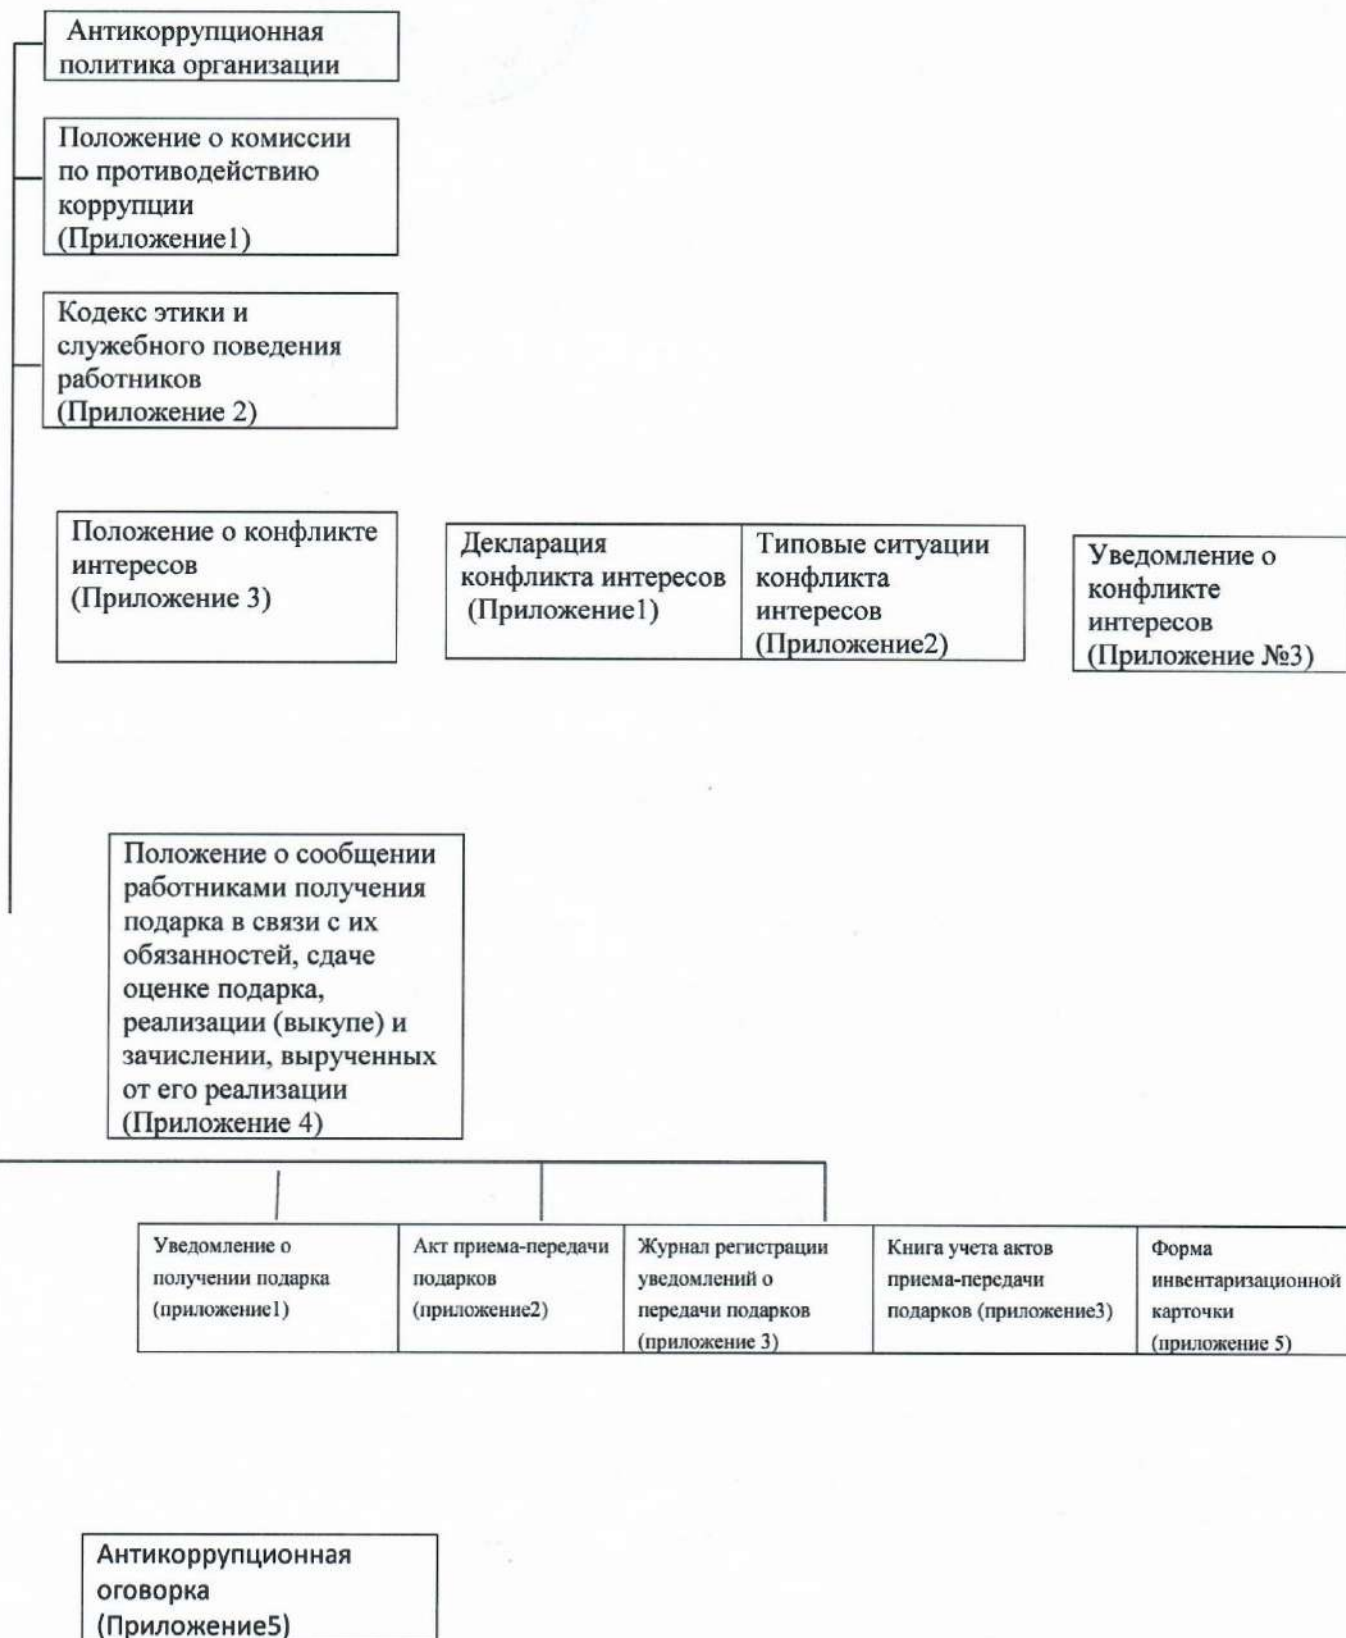 Антикоррупционная
политика организации
Положение о комиссии
по противодействию
коррупции
(Приложение1)
Кодекс этики и
служебного поведения
работников
(Приложение 2)
Положение о конфликте
интересов
(Приложение 3)
Декларация
конфликта интересов
(Приложение1)
Типовые ситуации
конфликта
интересов
(Приложение2)
Уведомление о
конфликте
интересов
(Приложение №3)
Положение о сообщении
работниками получения
подарка в связи с их
обязанностей, сдаче
оценке подарка,
реализации (выкупе) и
зачислении, вырученных
от его реализации
(Приложение 4)
Уведомление о
получении подарка
(приложение1)
Акт приема-передачи
подарков
(приложение2)
Журнал регистрации
уведомлений о
передачи подарков
(приложение 3)
Книга учета актов
приема-передачи
подарков (приложение3)
Форма
инвентаризационной
карточки
(приложение 5)
Антикоррупционная
оговорка
(Приложение5)